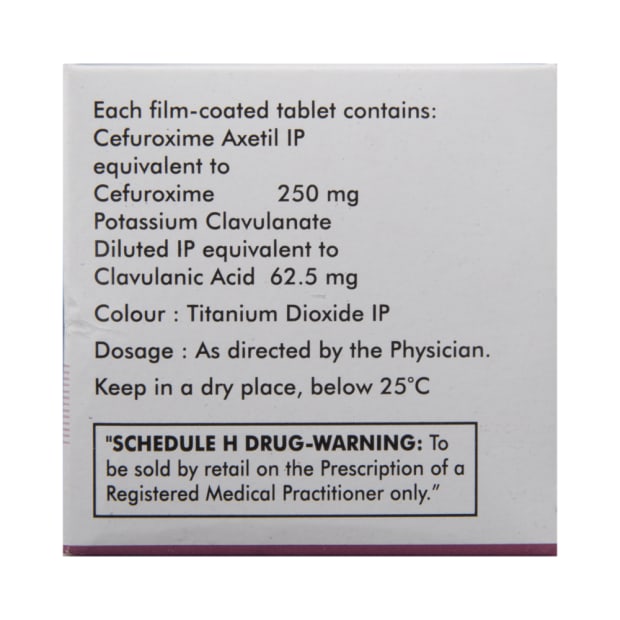 Each film-coated tablet contains:
Cefuroxime Axetil IP
equivalent to
Cefuroxime 250 mg
Potassium Clavulanate
Diluted IP equivalent to
Clavulanic Acid 62.5 mg
Colour : Titanium Dioxide IP
Dosage : As directed by the Physician.
Keep in a dry place, below 25°C
"SCHEDULE H DRUG-WARNING: To
be sold by retail on the Prescription of a
Registered Medical Practitioner only.”